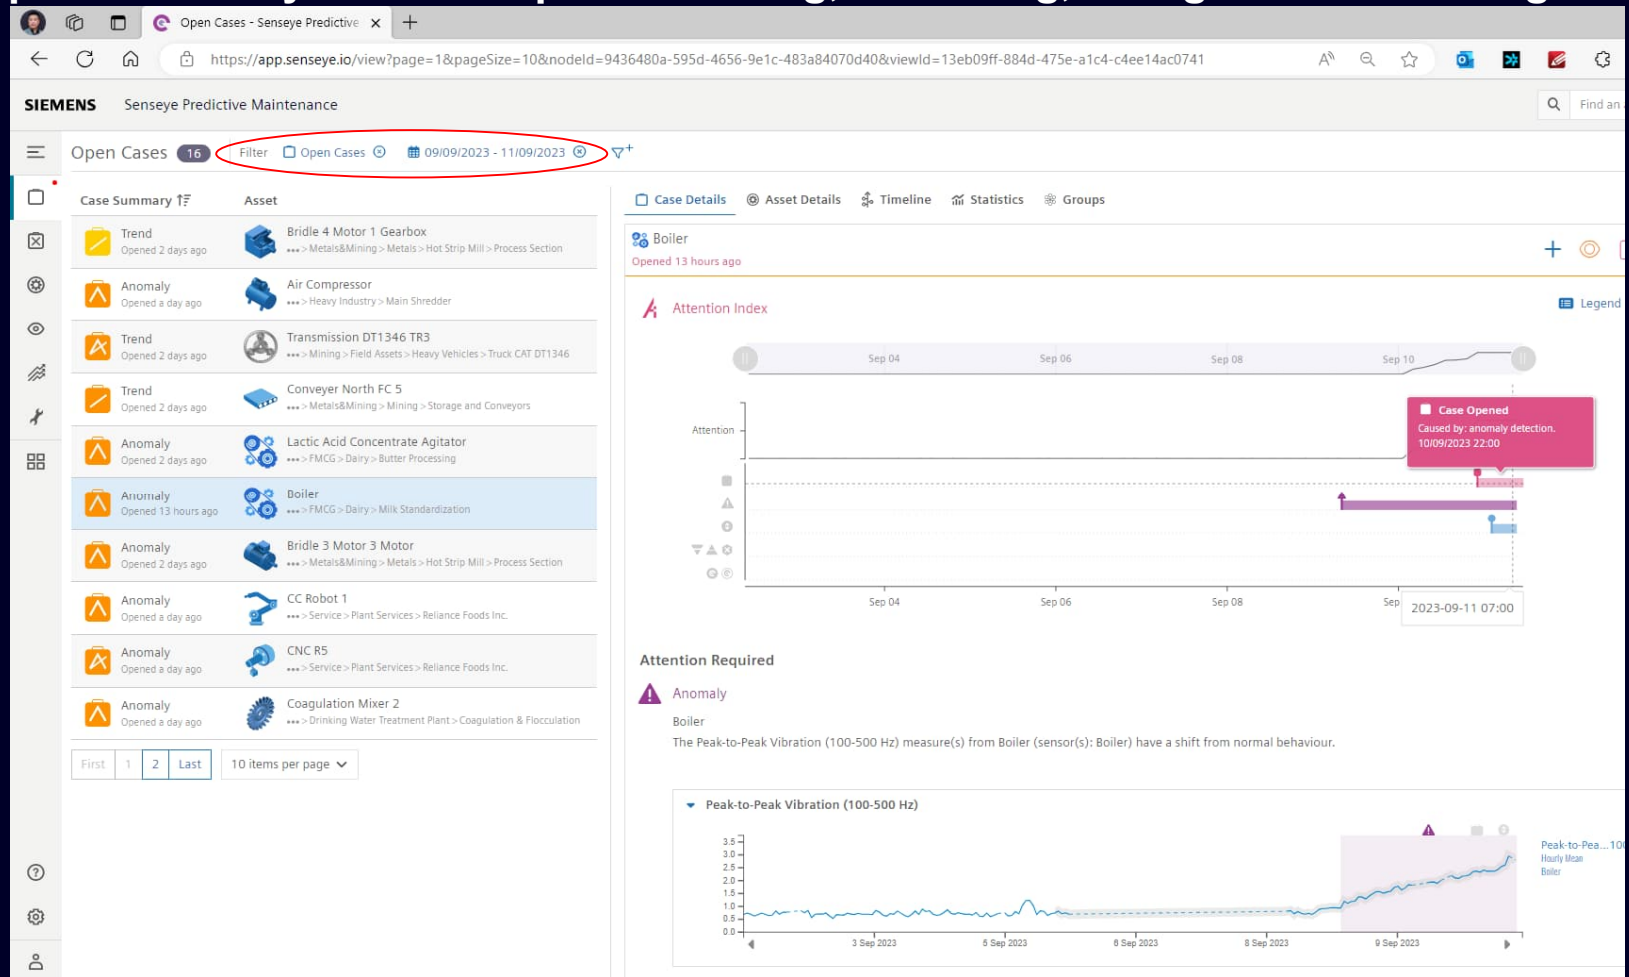 Open Cases - Senseye Predictive
https://app.senseye.io/view?page=1&pageSize=10&nodeId=9436480a-595d-4656-9e1c-483a84070d40&viewId=13eb09ff-884d-475e-a1c4-c4ee14ac0741
SIEMENS Senseye Predictive Maintenance
Find an
Open Cases 16 Filter Open Cases 09/09/2023 - 11/09/2023
Case Summary Asset
Trend Bridle 4 Motor 1 Gearbox
Opened 2 days ago ••• > Metals&Mining > Metals > Hot Strip Mill > Process Section
Anomaly Air Compressor
Opened a day ago ••• > Heavy Industry > Main Shredder
Trend Transmission DT1346 TR3
Opened 2 days ago ••• > Mining > Field Assets > Heavy Vehicles > Truck CAT DT1346
Trend Conveyer North FC 5
Opened 2 days ago ••• > Metals&Mining > Mining > Storage and Conveyors
Anomaly Lactic Acid Concentrate Agitator
Opened 2 days ago ••• > FMCG > Dairy > Butter Processing
Anomaly Boiler
Opened 13 hours ago ••• > FMCG > Dairy > Milk Standardization
Anomaly Bridle 3 Motor 3 Motor
Opened 2 days ago ••• > Metals&Mining > Metals > Hot Strip Mill > Process Section
Anomaly CC Robot 1
Opened a day ago ••• > Service > Plant Services > Reliance Foods Inc.
Anomaly CNC R5
Opened a day ago ••• > Service > Plant Services > Reliance Foods Inc.
Anomaly Coagulation Mixer 2
Opened a day ago ••• > Drinking Water Treatment Plant > Coagulation & Flocculation
First 1 2 Last 10 items per page
Case Details Asset Details Timeline Statistics Groups
Boiler
Opened 13 hours ago
Attention Index
Legend
Sep 04 Sep 06 Sep 08 Sep 10
Case Opened
Caused by: anomaly detection.
10/09/2023 22:00
Attention
Sep 04 Sep 06 Sep 08 Sep
2023-09-11 07:00
Attention Required
Anomaly
Boiler
The Peak-to-Peak Vibration (100-500 Hz) measure(s) from Boiler (sensor(s): Boiler) have a shift from normal behaviour.
Peak-to-Peak Vibration (100-500 Hz)
3.5
3.0
2.5
2.0
1.5
1.0
0.5
0.0
Peak-to-Pea...10
Hourly Mean
Boiler
3 Sep 2023 5 Sep 2023 6 Sep 2023 8 Sep 2023 9 Sep 2023